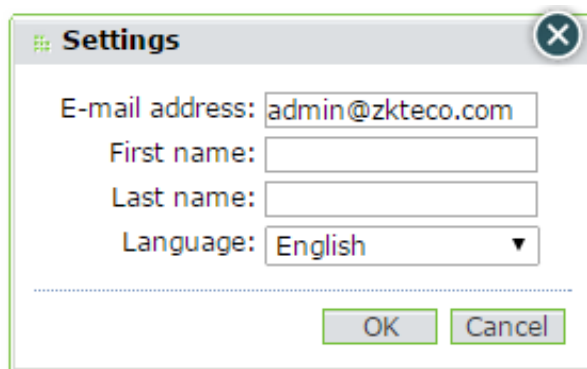 Settings
E-mail address: admin@zkteco.com
First name:
Last name:
Language: English
OK Cancel